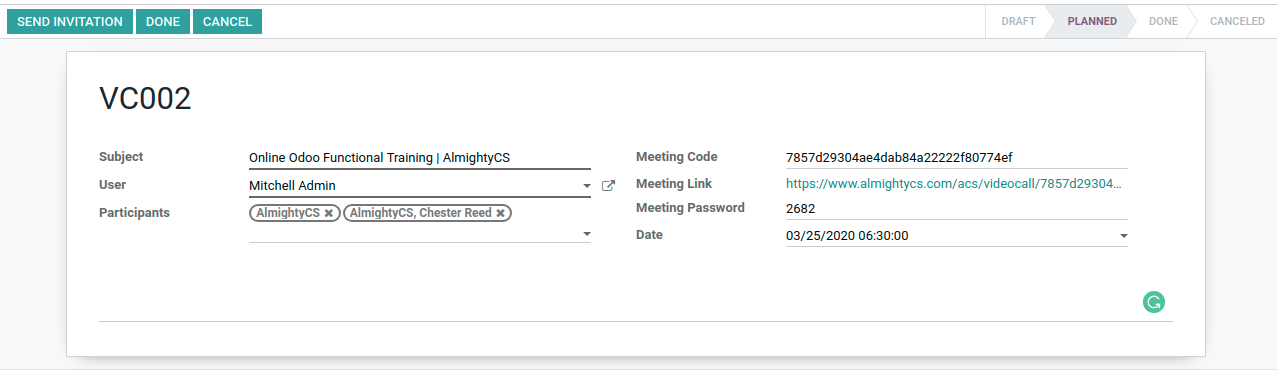 SEND INVITATION DONE CANCEL DRAFT PLANNED DONE CANCELED
VC002
Subject Online Odoo Functional Training | AlmightyCS
User Mitchell Admin
Participants AlmightyCS ✖ AlmightyCS, Chester Reed ✖
Meeting Code 7857d29304ae4dab84a22222f80774ef
Meeting Link https://www.almightycs.com/acs/videocall/7857d29304...
Meeting Password 2682
Date 03/25/2020 06:30:00